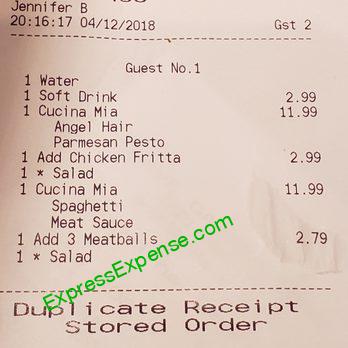 Jennifer B
20:16:17 04/12/2018 Gst 2
Guest No.1
1 Water
1 Soft Drink 2.99
1 Cucina Mia 11.99
Angel Hair
Parmesan Pesto
1 Add Chicken Fritta 2.99
1 * Salad
1 Cucina Mia 11.99
Spaghetti
Meat Sauce
1 Add 3 Meatballs 2.79
1 * Salad
ExpressExpense.com
Duplicate Receipt
Stored Order